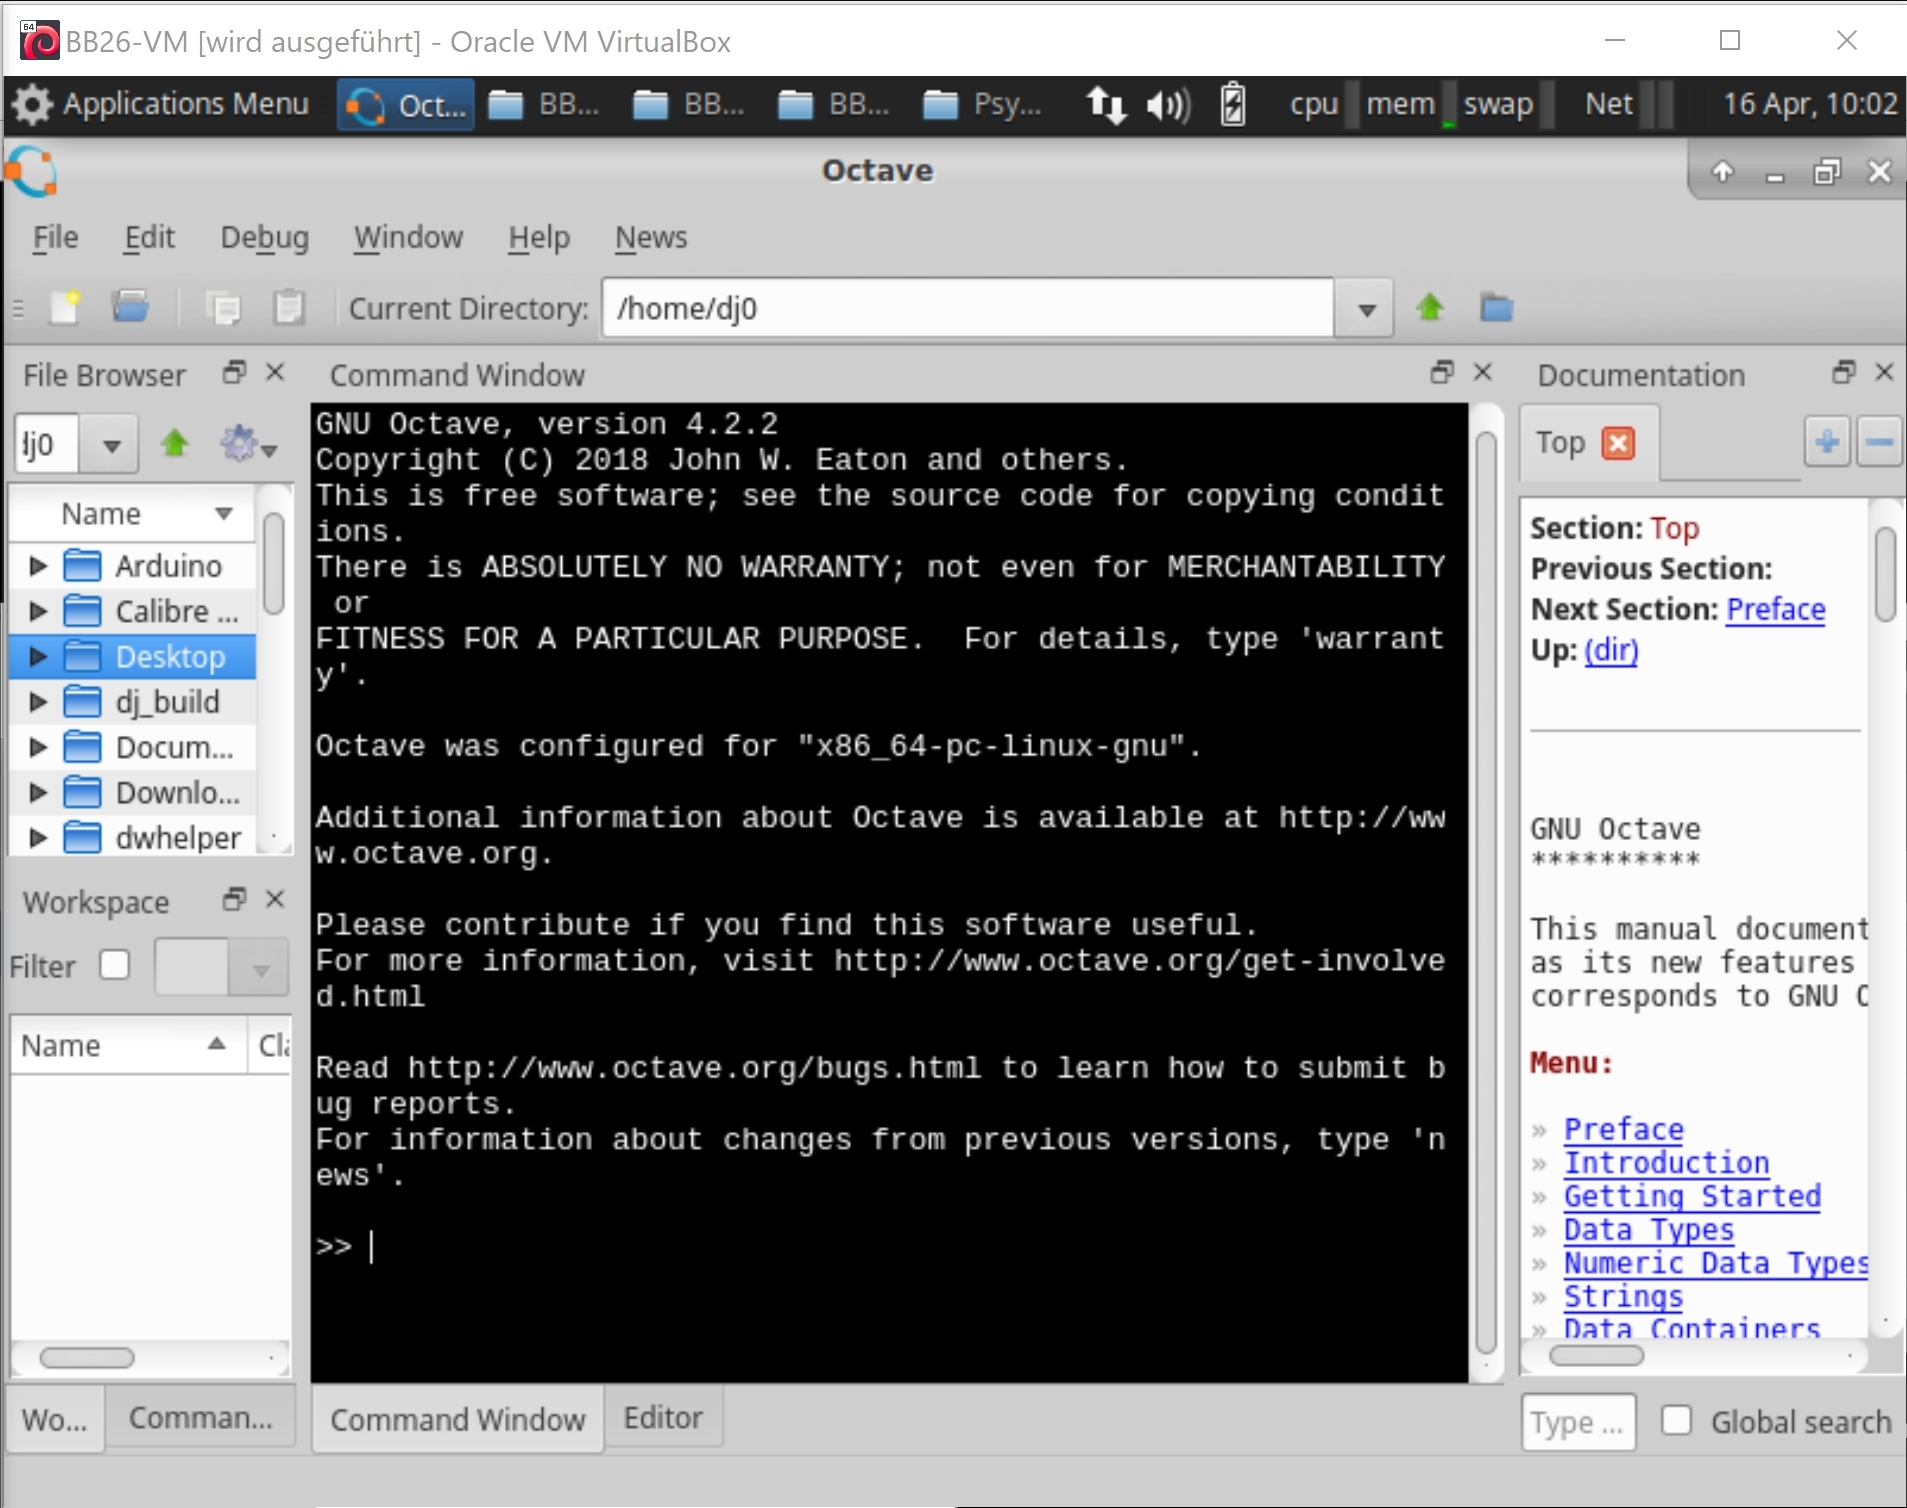 BB26-VM [wird ausgeführt] - Oracle VM VirtualBox
Applications Menu Oct... BB... BB... BB... Psy... cpu mem swap Net 16 Apr, 10:02
Octave
File Edit Debug Window Help News
Current Directory: /home/dj0
File Browser
dj0
Name
Arduino
Calibre ...
Desktop
dj_build
Docum...
Downlo...
dwhelper
Workspace
Filter
Name Cla
Wo... Comman...
Command Window
GNU Octave, version 4.2.2
Copyright (C) 2018 John W. Eaton and others.
This is free software; see the source code for copying condit
ions.
There is ABSOLUTELY NO WARRANTY; not even for MERCHANTABILITY
or
FITNESS FOR A PARTICULAR PURPOSE.  For details, type 'warrant
y'.
Octave was configured for "x86_64-pc-linux-gnu".
Additional information about Octave is available at http://ww
w.octave.org.
Please contribute if you find this software useful.
For more information, visit http://www.octave.org/get-involve
d.html
Read http://www.octave.org/bugs.html to learn how to submit b
ug reports.
For information about changes from previous versions, type 'n
ews'.
>>
Command Window Editor
Documentation
Top
Section: Top
Previous Section:
Next Section: Preface
Up: (dir)
GNU Octave
**********
This manual document
as its new features
corresponds to GNU O
Menu:
» Preface
» Introduction
» Getting Started
» Data Types
» Numeric Data Types
» Strings
» Data Containers
Type ... Global search